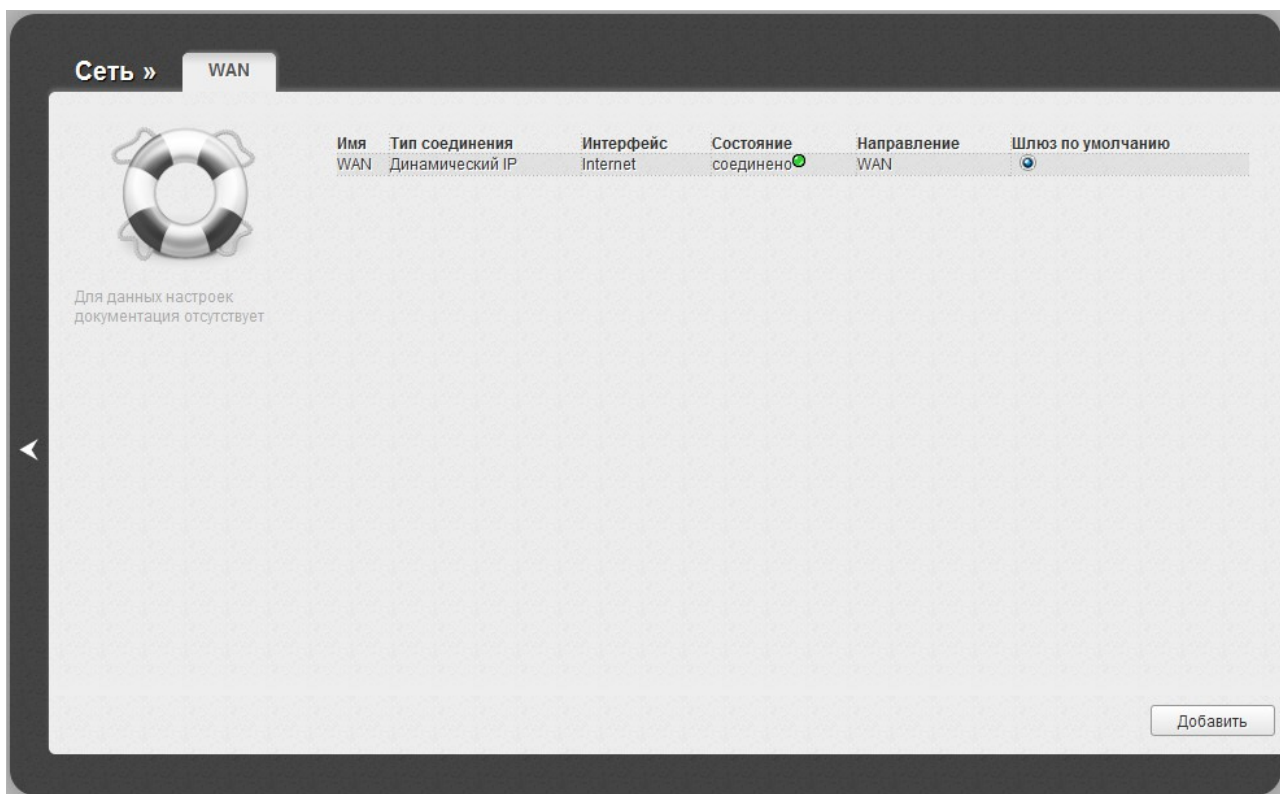 Сеть » WAN
Имя Тип соединения Интерфейс Состояние Направление Шлюз по умолчанию
WAN Динамический IP Internet соединено WAN
Для данных настроек
документация отсутствует
Добавить